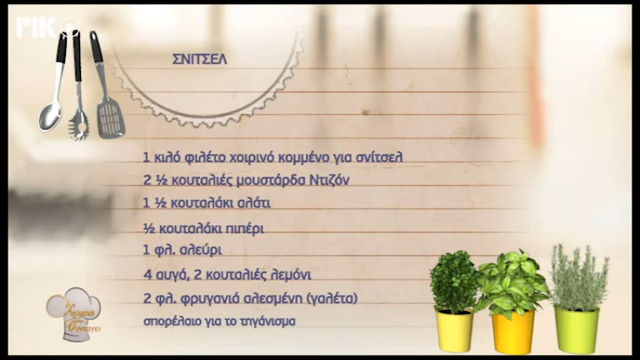 ΡΙΚ
ΣΝΙΤΣΕΛ
1 κιλό φιλέτο χοιρινό κομμένο για σνίτσελ
2 ½ κουταλιές μουστάρδα Ντιζόν
1 ½ κουταλάκι αλάτι
½ κουταλάκι πιπέρι
1 φλ. αλεύρι
4 αυγά, 2 κουταλιές λεμόνι
2 φλ. φρυγανιά αλεσμένη (γαλέτα)
σπορέλαιο για το τηγάνισμα